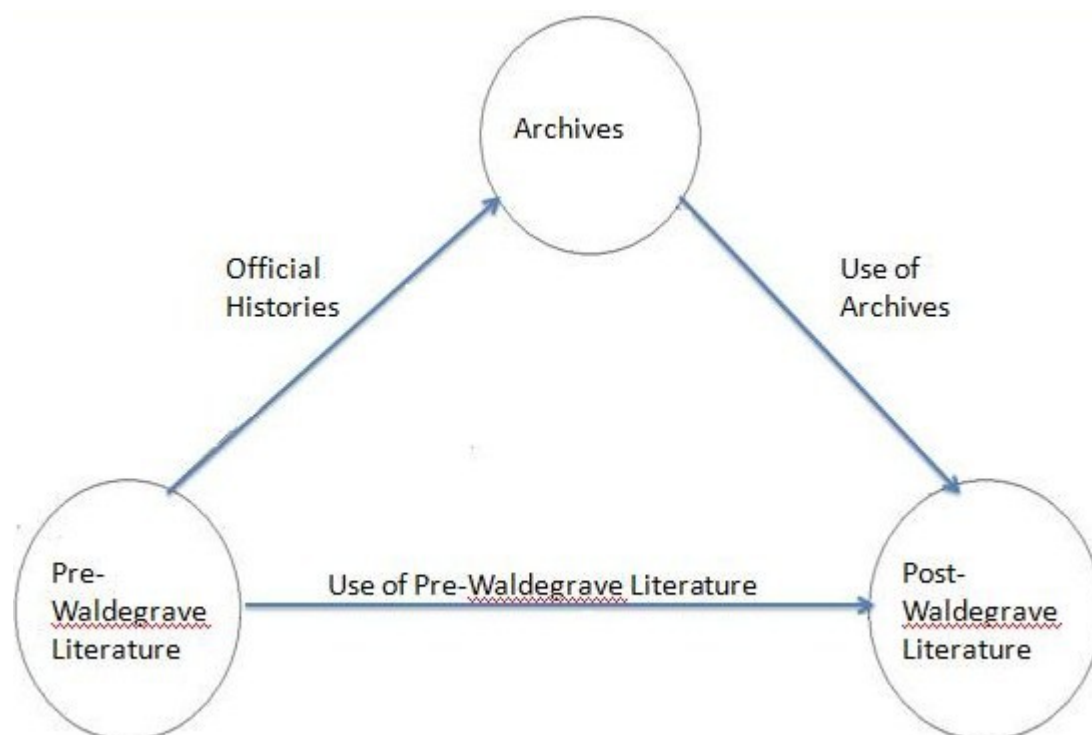 Archives
Official
Histories
Use of
Archives
Pre-
Waldegrave
Literature
Use of Pre-Waldegrave Literature
Post-
Waldegrave
Literature